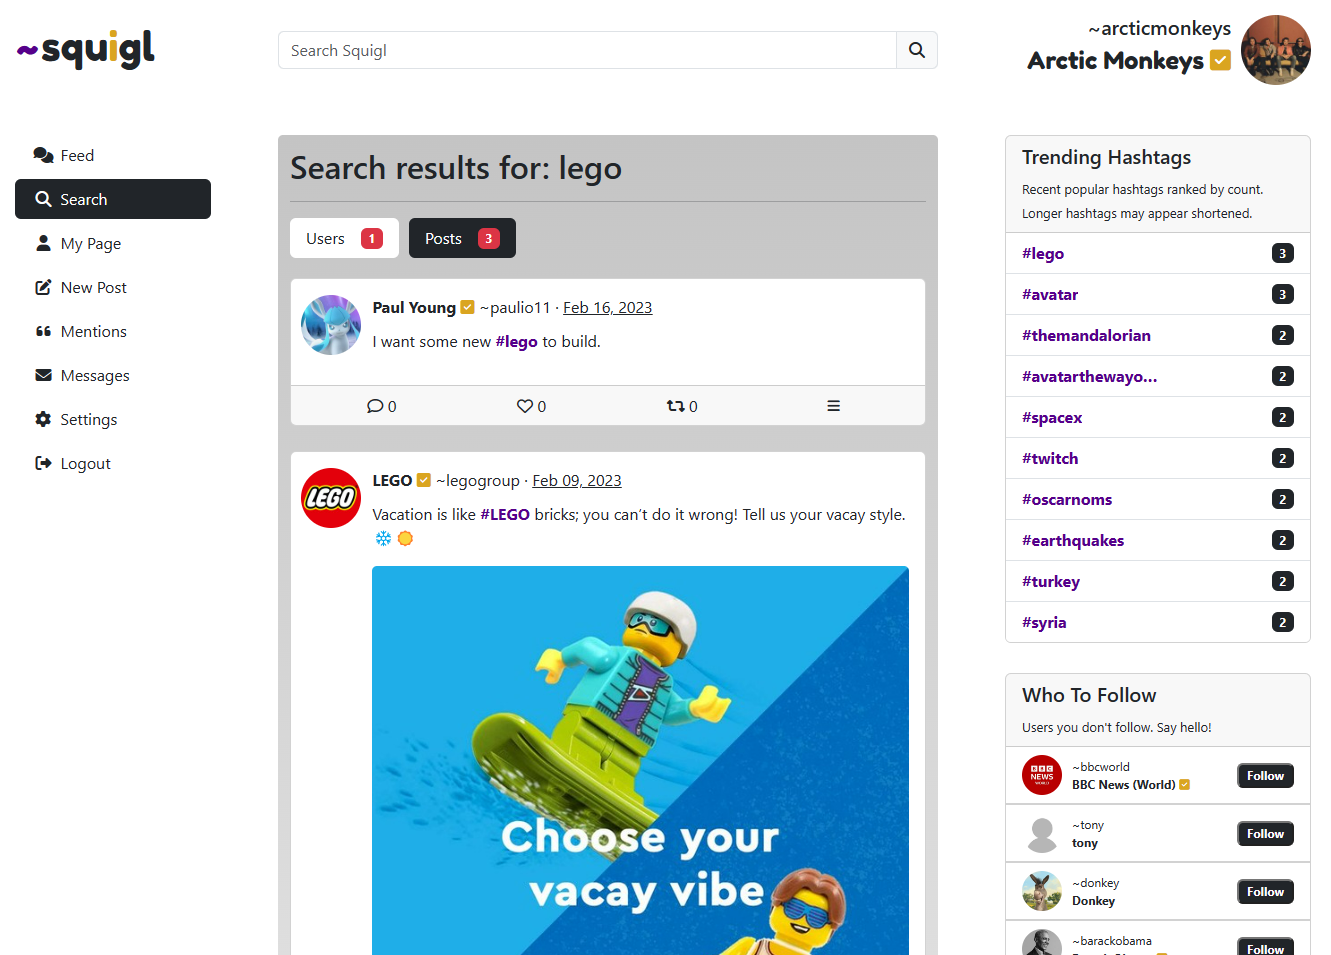 ~squigl
Search Squigl
~arcticmonkeys
Arctic Monkeys
Feed
Search
My Page
New Post
Mentions
Messages
Settings
Logout
Search results for: lego
Users 1
Posts 3
Paul Young ~paulio11 · Feb 16, 2023
I want some new #lego to build.
0 0 0
LEGO
LEGO ~legogroup · Feb 09, 2023
Vacation is like #LEGO bricks; you can’t do it wrong! Tell us your vacay style.
Choose your
vacay vibe
Trending Hashtags
Recent popular hashtags ranked by count.
Longer hashtags may appear shortened.
#lego 3
#avatar 3
#themandalorian 2
#avatarthewayo... 2
#spacex 2
#twitch 2
#oscarnoms 2
#earthquakes 2
#turkey 2
#syria 2
Who To Follow
Users you don't follow. Say hello!
BBC
NEWS
WORLD
~bbcworld
BBC News (World)
Follow
~tony
tony
Follow
~donkey
Donkey
Follow
~barackobama
Follow